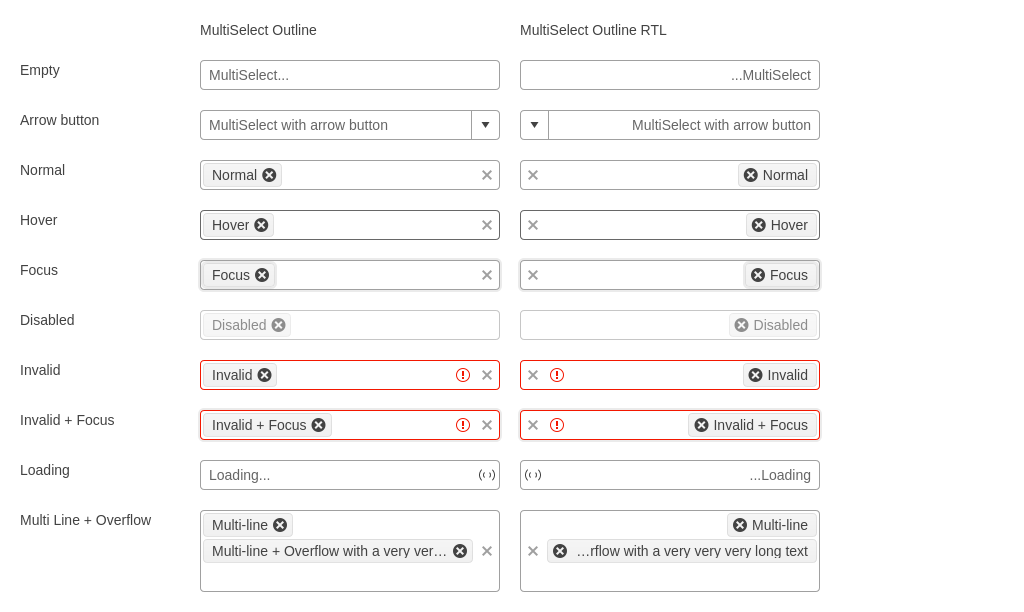 MultiSelect Outline MultiSelect Outline RTL
Empty MultiSelect... ...MultiSelect
Arrow button MultiSelect with arrow button MultiSelect with arrow button
Normal Normal Normal
Hover Hover Hover
Focus Focus Focus
Disabled Disabled Disabled
Invalid Invalid Invalid
Invalid + Focus Invalid + Focus Invalid + Focus
Loading Loading... ...Loading
Multi Line + Overflow Multi-line Multi-line
Multi-line + Overflow with a very ver… …rflow with a very very very long text